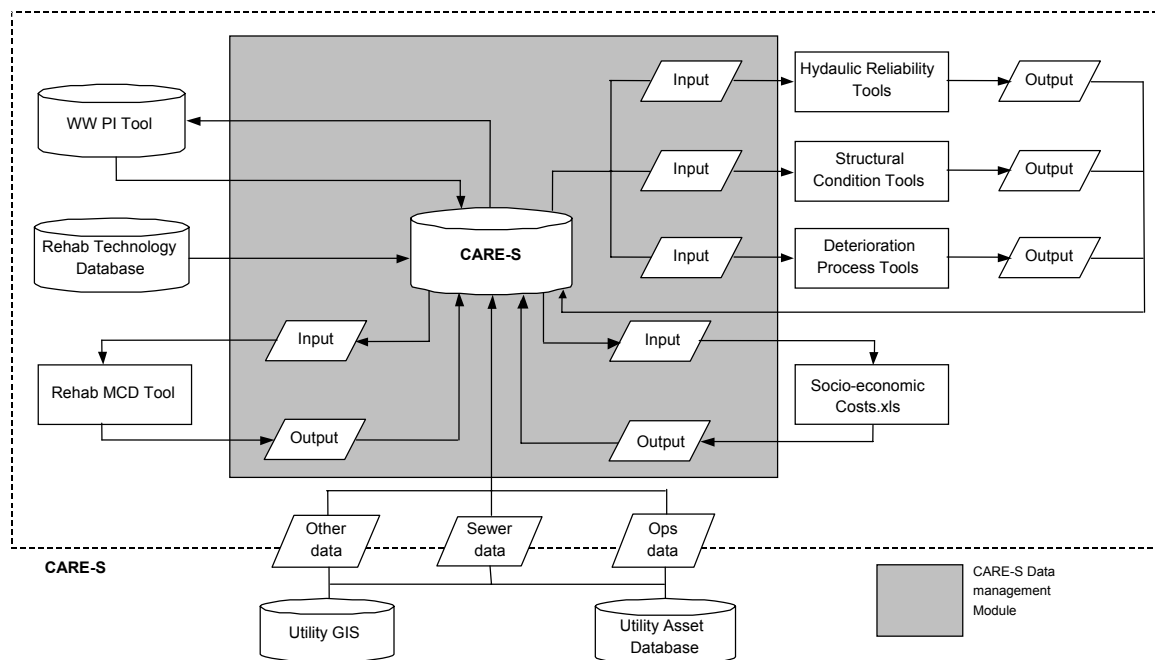 Input
Hydaulic Reliability
Tools
Output
WW PI Tool
Input
Structural
Condition Tools
Output
Rehab Technology
Database
CARE-S
Input
Deterioration
Process Tools
Output
Input
Input
Rehab MCD Tool
Socio-economic
Costs.xls
Output
Output
Other
data
Sewer
data
Ops
data
CARE-S
CARE-S Data
management
Module
Utility GIS
Utility Asset
Database